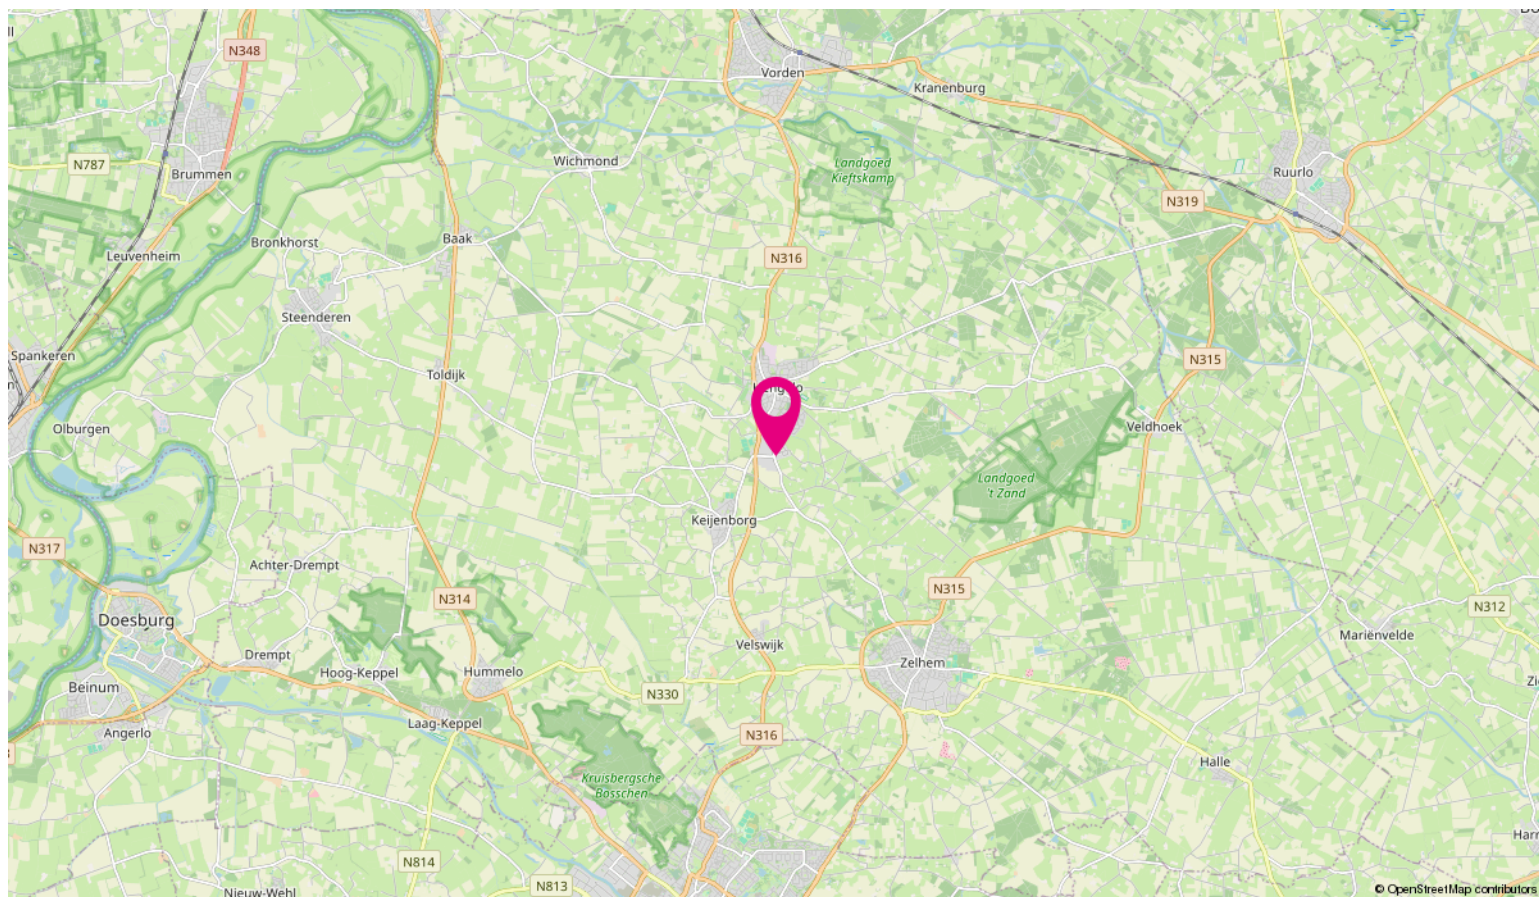 N348
Vorden
Kranenburg
N787
Wichmond
Landgoed
Kieftskamp
Brummen
Ruurlo
N319
Bronkhorst
Baak
Leuvenheim
N316
Steenderen
Spankeren
N315
Toldijk
Olburgen
Veldhoek
Landgoed
't Zand
Keijenborg
N317
Achter-Drempt
N314
N315
N312
Doesburg
Mariënvelde
Velswijk
Drempt
Zelhem
Hoog-Keppel
Hummelo
Beinum
N330
Laag-Keppel
Angerlo
N316
Halle
Kruisbergsche
Bosschen
N814
N813
Nieuw-Wehl
© OpenStreetMap contributors